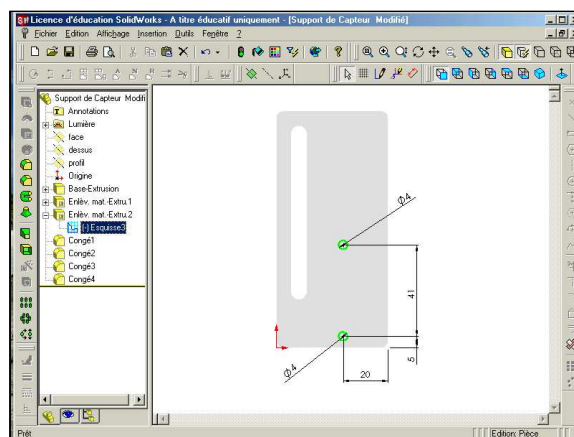 Licence d'éducation SolidWorks - A titre éducatif uniquement - [Support de Capteur Modifié]
Fichier Edition Affichage Insertion Outils Fenêtre ?
Support de Capteur Modifi
Annotations
Lumière
face
dessus
profil
Origine
Base-Extrusion
Enlèv. mat.-Extru.1
Enlèv. mat.-Extru.2
(-) Esquisse3
Congé1
Congé2
Congé3
Congé4
Ø4
41
Ø4
20
5
Prêt
Edition: Pièce